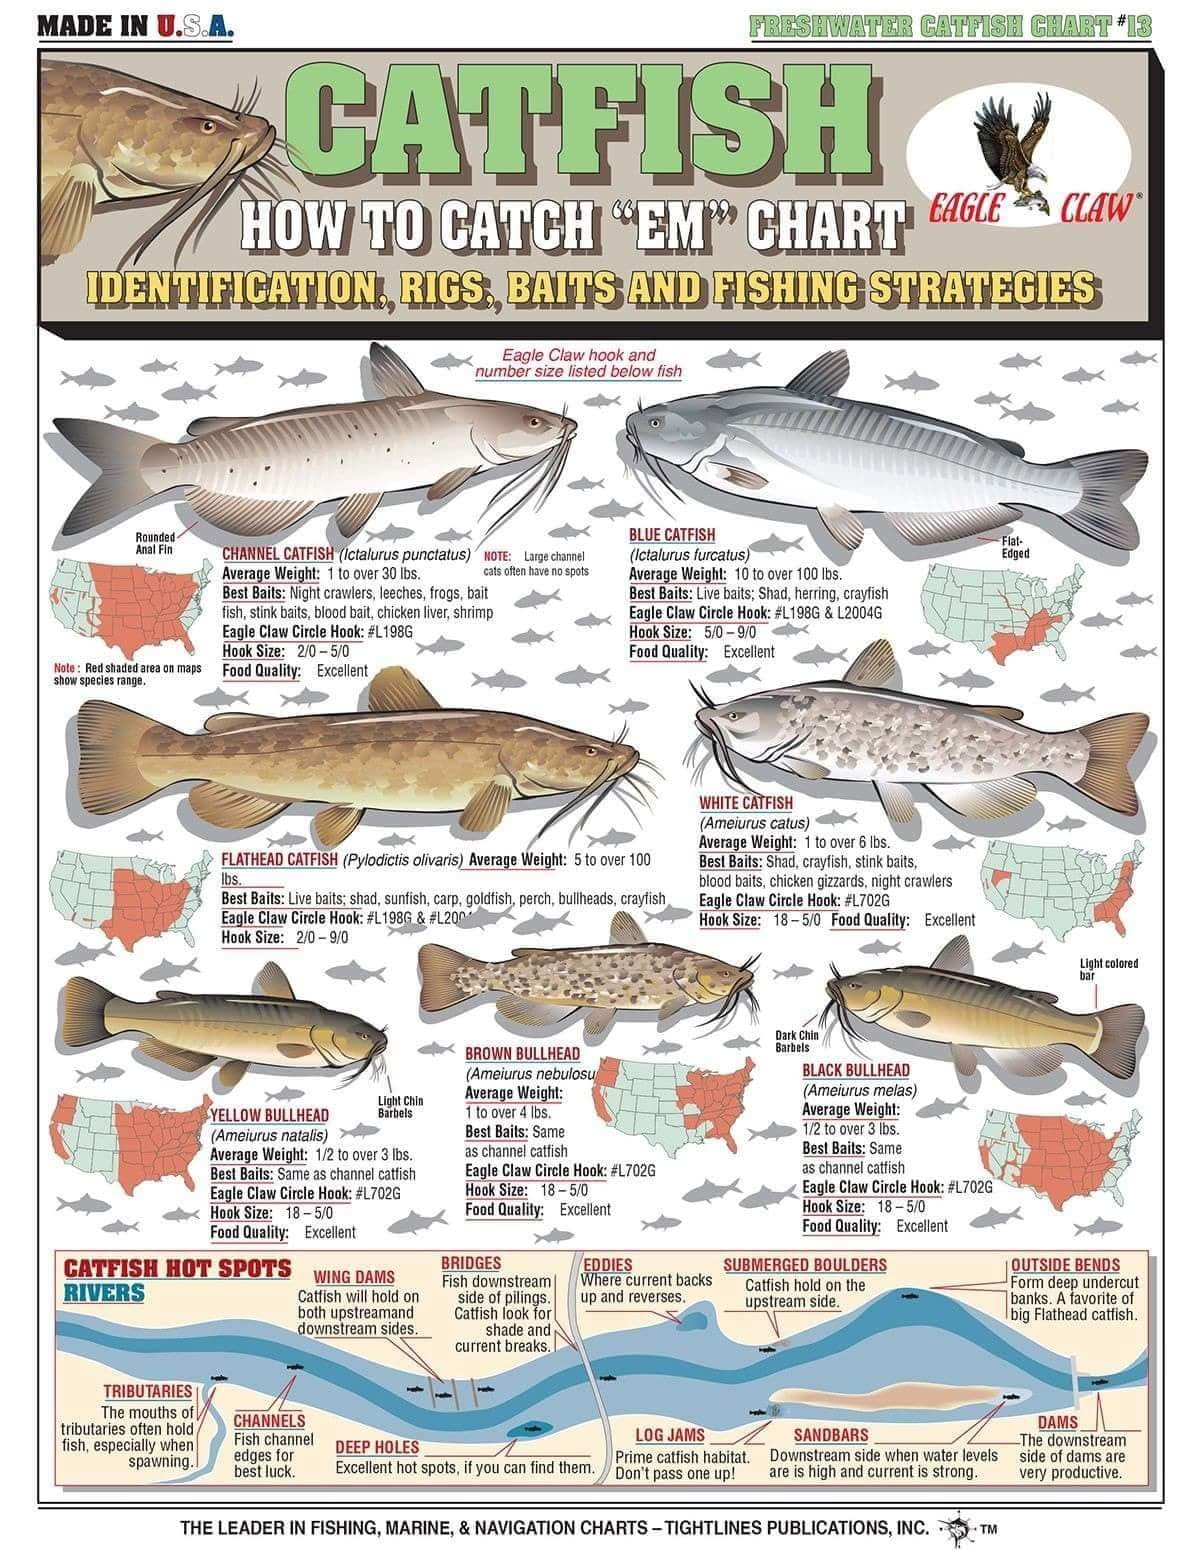 MADE IN U.S.A.
FRESHWATER CATFISH CHART #13
CATFISH
HOW TO CATCH “EM” CHART
IDENTIFICATION, RIGS, BAITS AND FISHING STRATEGIES
EAGLE CLAW®
Eagle Claw hook and
number size listed below fish
Rounded
Anal Fin
CHANNEL CATFISH (Ictalurus punctatus)
Average Weight: 1 to over 30 lbs.
Best Baits: Night crawlers, leeches, frogs, bait
fish, stink baits, blood bait, chicken liver, shrimp
Eagle Claw Circle Hook: #L198G
Hook Size: 2/0 – 5/0
Food Quality: Excellent
NOTE: Large channel
cats often have no spots
Note : Red shaded area on maps
show species range.
BLUE CATFISH
(Ictalurus furcatus)
Average Weight: 10 to over 100 lbs.
Best Baits: Live baits; Shad, herring, crayfish
Eagle Claw Circle Hook: #L198G & L2004G
Hook Size: 5/0 - 9/0
Food Quality: Excellent
Flat-
Edged
FLATHEAD CATFISH (Pylodictis olivaris) Average Weight: 5 to over 100
lbs.
Best Baits: Live baits; shad, sunfish, carp, goldfish, perch, bullheads, crayfish
Eagle Claw Circle Hook: #L198G &
Hook Size: 2/0 – 9/0
WHITE CATFISH
(Ameiurus catus)
Average Weight: 1 to over 6 lbs.
Best Baits: Shad, crayfish, stink baits,
blood baits, chicken gizzards, night crawlers
Eagle Claw Circle Hook: #L702G
Hook Size: 18 – 5/0 Food Quality: Excellent
Light Chin
Barbels
YELLOW BULLHEAD
(Ameiurus natalis)
Average Weight: 1/2 to over 3 lbs.
Best Baits: Same as channel catfish
Eagle Claw Circle Hook: #L702G
Hook Size: 18 – 5/0
Food Quality: Excellent
BROWN BULLHEAD
(Ameiurus nebulosu
Average Weight:
1 to over 4 lbs.
Best Baits: Same
as channel catfish
Eagle Claw Circle Hook: #L702G
Hook Size: 18 – 5/0
Food Quality: Excellent
Light colored
bar
Dark Chin
Barbels
BLACK BULLHEAD
(Ameiurus melas)
Average Weight:
1/2 to over 3 lbs.
Best Baits: Same
as channel catfish
Eagle Claw Circle Hook: #L702G
Hook Size: 18 – 5/0
Food Quality: Excellent
CATFISH HOT SPOTS
RIVERS
WING DAMS
Catfish will hold on
both upstreamand
downstream sides.
BRIDGES
Fish downstream
side of pilings.
Catfish look for
shade and
current breaks.
EDDIES
Where current backs
up and reverses.
SUBMERGED BOULDERS
Catfish hold on the
upstream side.
OUTSIDE BENDS
Form deep undercut
banks. A favorite of
big Flathead catfish.
TRIBUTARIES
The mouths of
tributaries often hold
fish, especially when
spawning.
CHANNELS
Fish channel
edges for
best luck.
DEEP HOLES
Excellent hot spots, if you can find them.
LOG JAMS
Prime catfish habitat.
Don't pass one up!
SANDBARS
Downstream side when water levels
are is high and current is strong.
DAMS
The downstream
side of dams are
very productive.
THE LEADER IN FISHING, MARINE, & NAVIGATION CHARTS – TIGHTLINES PUBLICATIONS, INC. TM